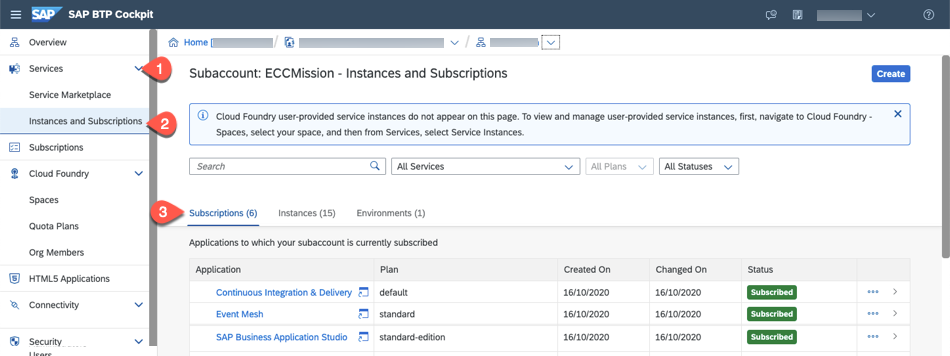 SAP SAP BTP Cockpit
Overview
Services
Service Marketplace
Instances and Subscriptions
Subscriptions
Cloud Foundry
Spaces
Quota Plans
Org Members
HTML5 Applications
Connectivity
Security
Users
1
2
3
Home / /
Subaccount: ECCMission - Instances and Subscriptions
Create
Cloud Foundry user-provided service instances do not appear on this page. To view and manage user-provided service instances, first, navigate to Cloud Foundry -
Spaces, select your space, and then from Services, select Service Instances.
Search All Services All Plans All Statuses
Subscriptions (6) Instances (15) Environments (1)
Applications to which your subaccount is currently subscribed
Application Plan Created On Changed On Status
Continuous Integration & Delivery default 16/10/2020 16/10/2020 Subscribed
Event Mesh standard 16/10/2020 16/10/2020 Subscribed
SAP Business Application Studio standard-edition 16/10/2020 16/10/2020 Subscribed